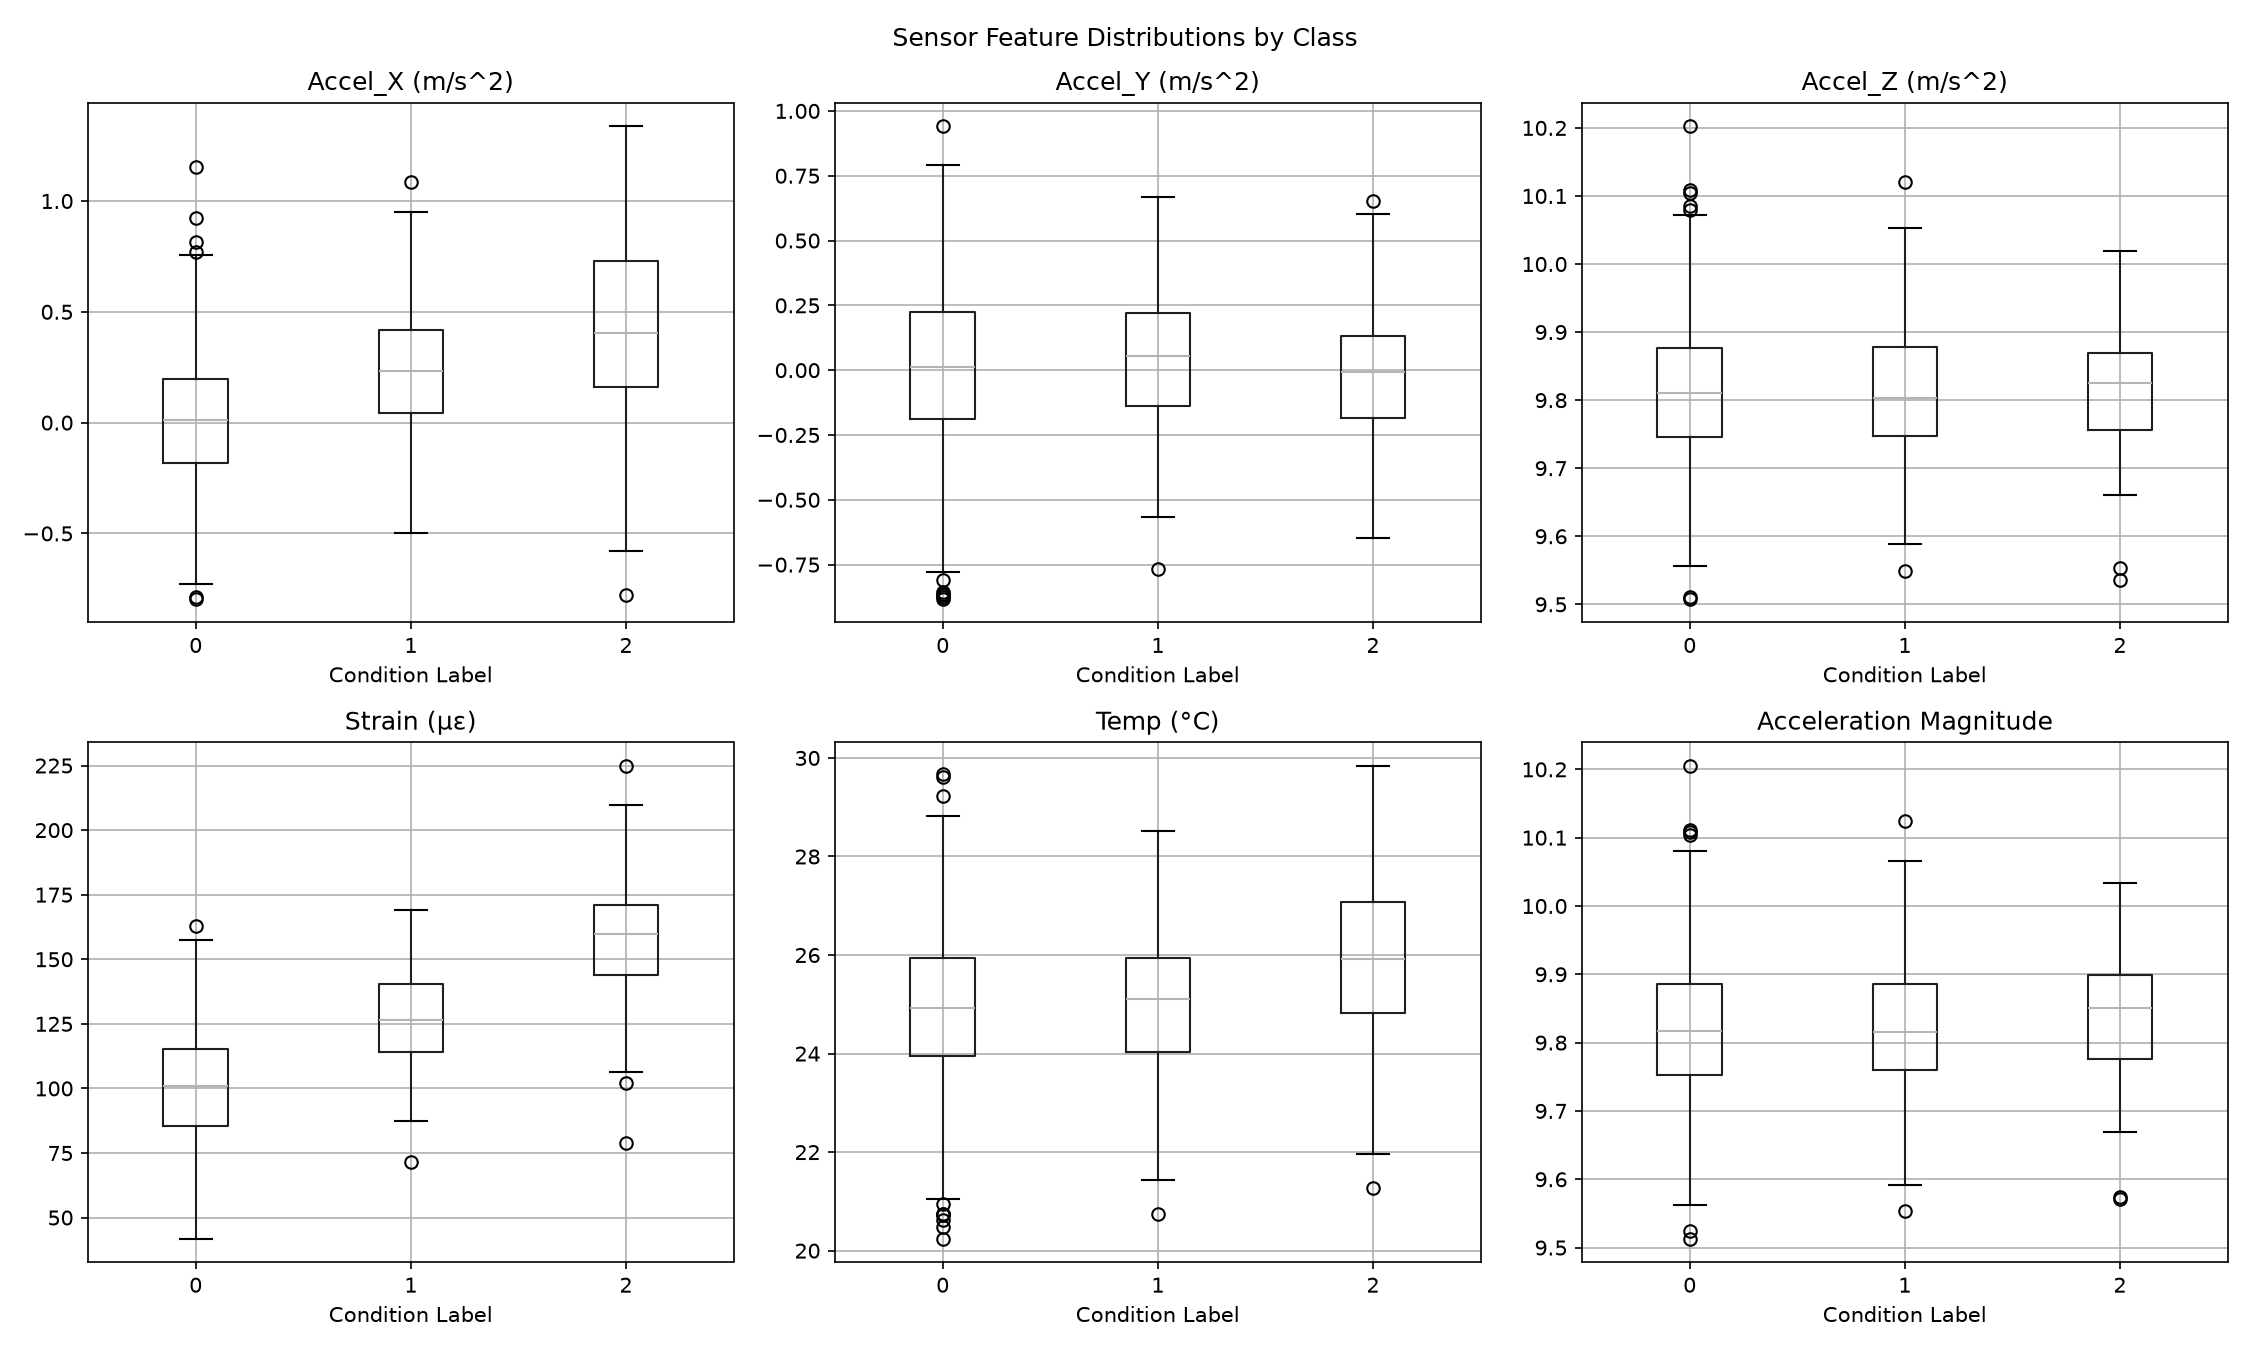 Sensor Feature Distributions by Class
Accel_X (m/s^2)
1.0
0.5
0.0
−0.5
0 1 2
Condition Label
Accel_Y (m/s^2)
1.00
0.75
0.50
0.25
0.00
−0.25
−0.50
−0.75
0 1 2
Condition Label
Accel_Z (m/s^2)
10.2
10.1
10.0
9.9
9.8
9.7
9.6
9.5
0 1 2
Condition Label
Strain (με)
225
200
175
150
125
100
75
50
0 1 2
Condition Label
Temp (°C)
30
28
26
24
22
20
0 1 2
Condition Label
Acceleration Magnitude
10.2
10.1
10.0
9.9
9.8
9.7
9.6
9.5
0 1 2
Condition Label